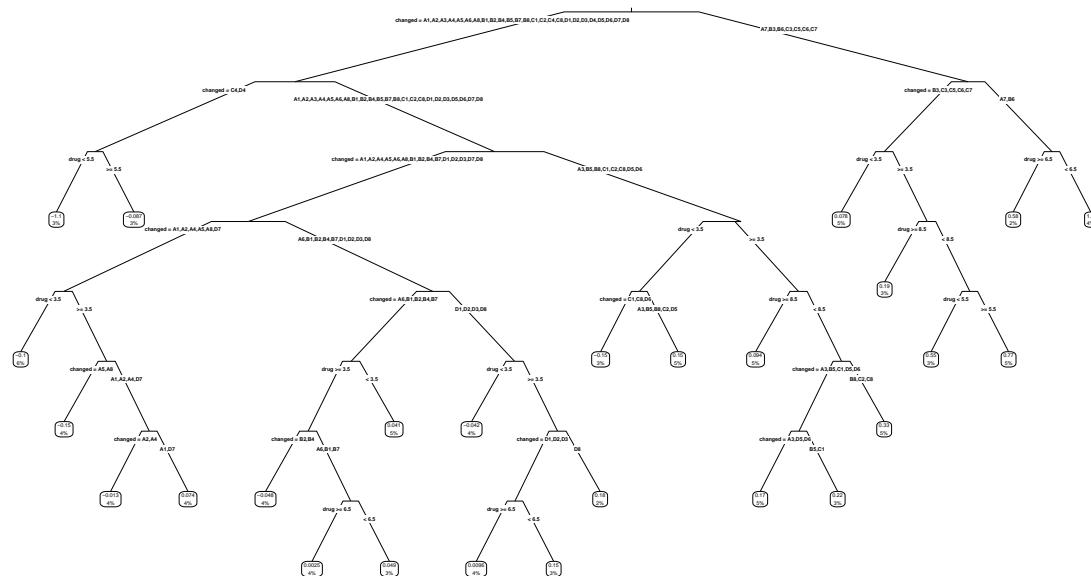 changed = A1,A2,A3,A4,A5,A6,A8,B1,B2,B4,B5,B7,B8,C1,C2,C4,C8,D1,D2,D3,D4,D5,D6,D7,D8
A7,B3,B6,C3,C5,C6,C7
changed = C4,D4
A1,A2,A3,A4,A5,A6,A8,B1,B2,B4,B5,B7,B8,C1,C2,C8,D1,D2,D3,D5,D6,D7,D8
changed = B3,C3,C5,C6,C7
A7,B6
drug < 5.5
>= 5.5
changed = A1,A2,A4,A5,A6,A8,B1,B2,B4,B7,D1,D2,D3,D7,D8
A3,B5,B8,C1,C2,C8,D5,D6
drug < 3.5
>= 3.5
drug >= 6.5
< 6.5
−1.1
3%
−0.087
3%
changed = A1,A2,A4,A5,A8,D7
A6,B1,B2,B4,B7,D1,D2,D3,D8
drug < 3.5
>= 3.5
0.078
5%
drug >= 8.5
< 8.5
0.58
2%
drug < 3.5
>= 3.5
changed = A6,B1,B2,B4,B7
D1,D2,D3,D8
changed = C1,C8,D6
A3,B5,B8,C2,D5
drug >= 8.5
< 8.5
0.19
3%
drug < 5.5
>= 5.5
−0.1
6%
changed = A5,A8
A1,A2,A4,D7
drug >= 3.5
< 3.5
drug < 3.5
>= 3.5
−0.15
3%
0.15
5%
0.094
5%
changed = A3,B5,C1,D5,D6
B8,C2,C8
0.55
3%
0.77
5%
−0.15
4%
changed = A2,A4
A1,D7
changed = B2,B4
A6,B1,B7
0.041
5%
−0.042
4%
changed = D1,D2,D3
D8
changed = A3,D5,D6
B5,C1
0.33
5%
−0.013
4%
0.074
4%
−0.046
4%
drug >= 6.5
< 6.5
drug >= 6.5
< 6.5
0.18
2%
0.17
5%
0.22
3%
0.0025
4%
0.049
3%
0.0096
4%
0.15
3%